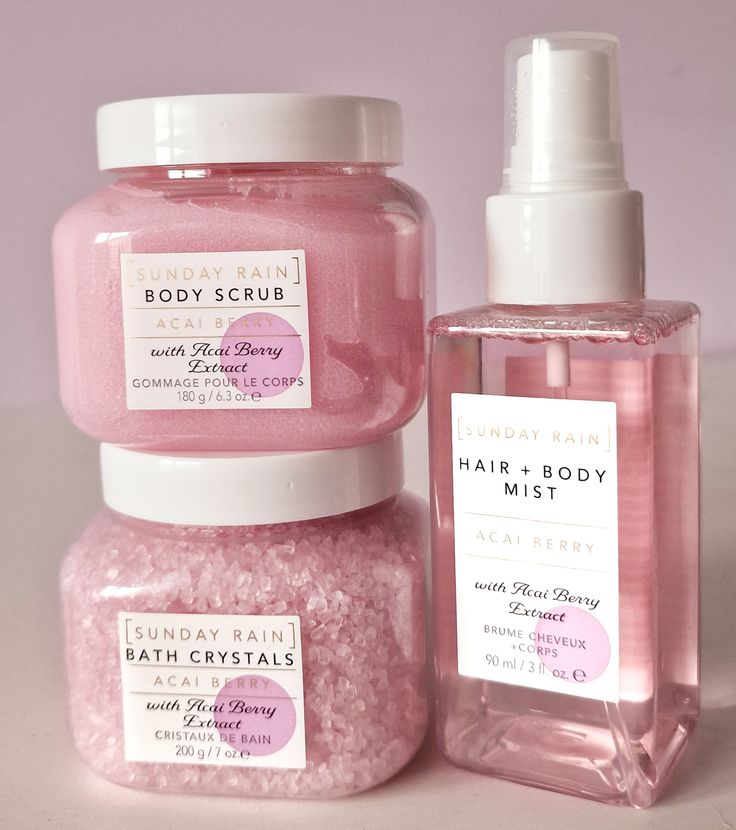 [SUNDAY RAIN]
BODY SCRUB
ACAI BERRY
with Acai Berry
Extract
GOMMAGE POUR LE CORPS
180 g / 6.3 oz. e
[SUNDAY RAIN]
BATH CRYSTALS
ACAI BERRY
with Acai Berry
Extract
CRISTAUX DE BAIN
200 g / 7 oz. e
[SUNDAY RAIN]
HAIR + BODY
MIST
ACAI BERRY
with Acai Berry
Extract
BRUME CHEVEUX
+CORPS
90 ml / 3 fl. oz. e